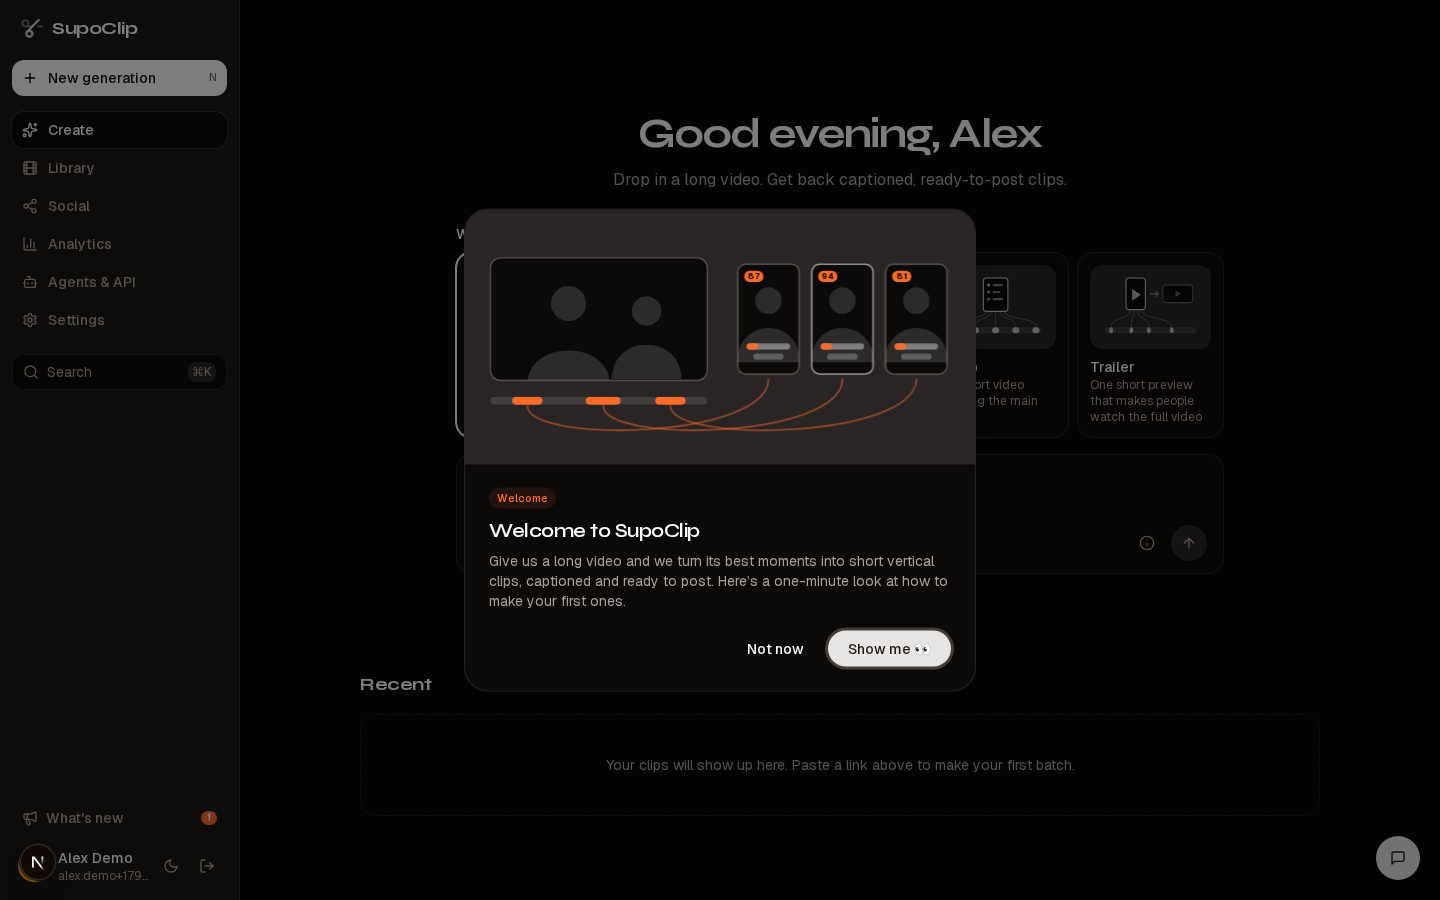 SupoClip
New generation N
Create
Library
Social
Analytics
Agents & API
Settings
Search ⌘K
What's new 1
N
Alex Demo
alex.demo+179…
Good evening, Alex
Drop in a long video. Get back captioned, ready-to-post clips.
87 94 81
Welcome
Welcome to SupoClip
Give us a long video and we turn its best moments into short vertical
clips, captioned and ready to post. Here's a one-minute look at how to
make your first ones.
Not now
Show me 👀
video
the main
Trailer
One short preview
that makes people
watch the full video
Recent
Your clips will show up here. Paste a link above to make your first batch.